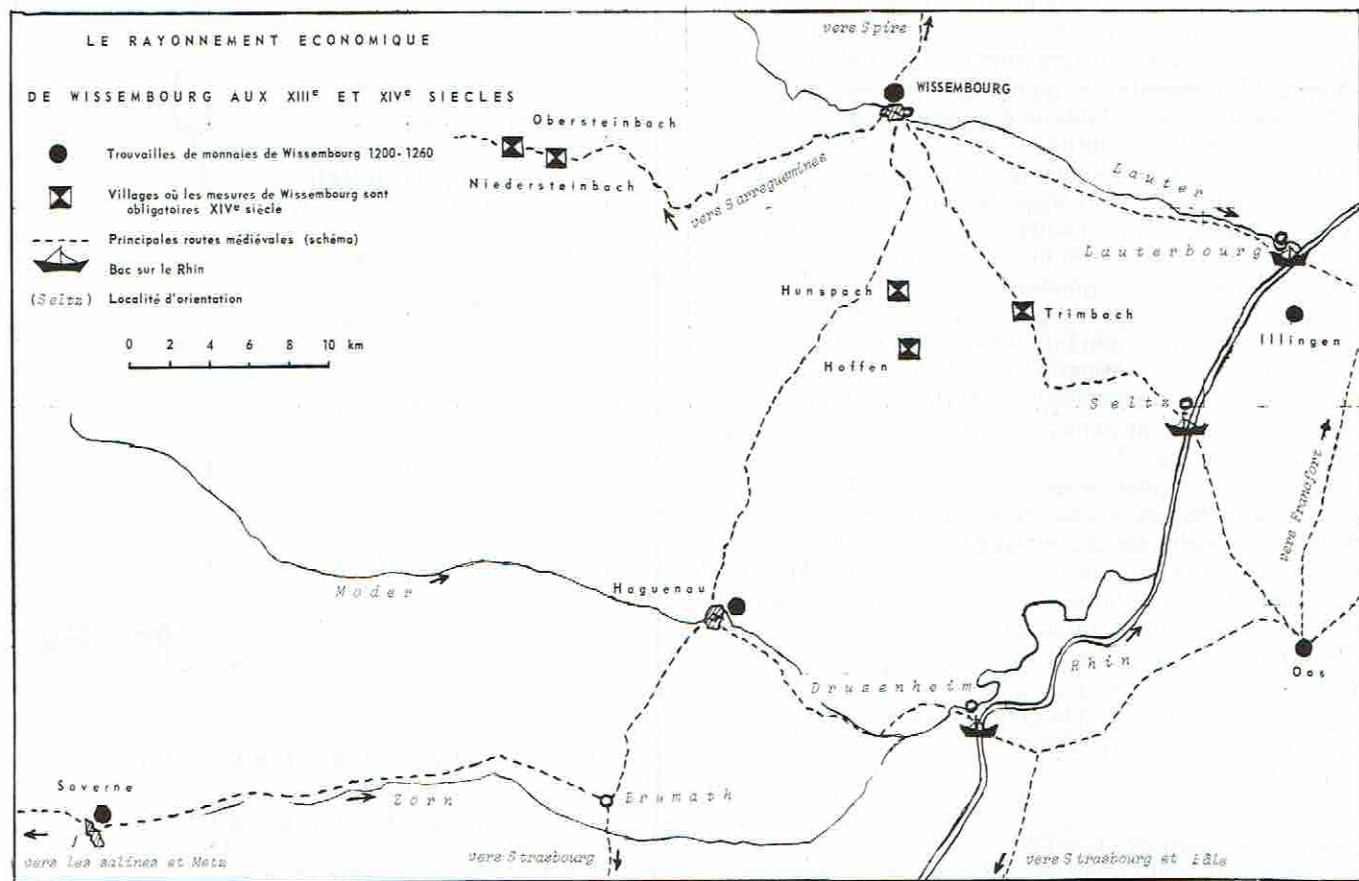 LE RAYONNEMENT ECONOMIQUE
DE WISSEMBOURG AUX XIIIe ET XIVe SIECLES
Trouvailles de monnaies de Wissembourg 1200-1260
Villages où les mesures de Wissembourg sont
obligatoires XIVe siècle
Principales routes médiévales (schéma)
Bac sur le Rhin
(Seltz) Localité d'orientation
0 2 4 6 8 10 km
vers Spire
WISSEMBOURG
Obersteinbach
Niedersteinbach
vers Sarreguemines
Lauter
Lauterbourg
Hunspach
Trimbach
Illingen
Hoffen
Seltz
vers Francfort
Moder
Haguenau
Rhin
Oos
Drusenheim
Saverne
Zorn
Brumath
vers les salines et Metz
vers Strasbourg
vers Strasbourg et Bâle